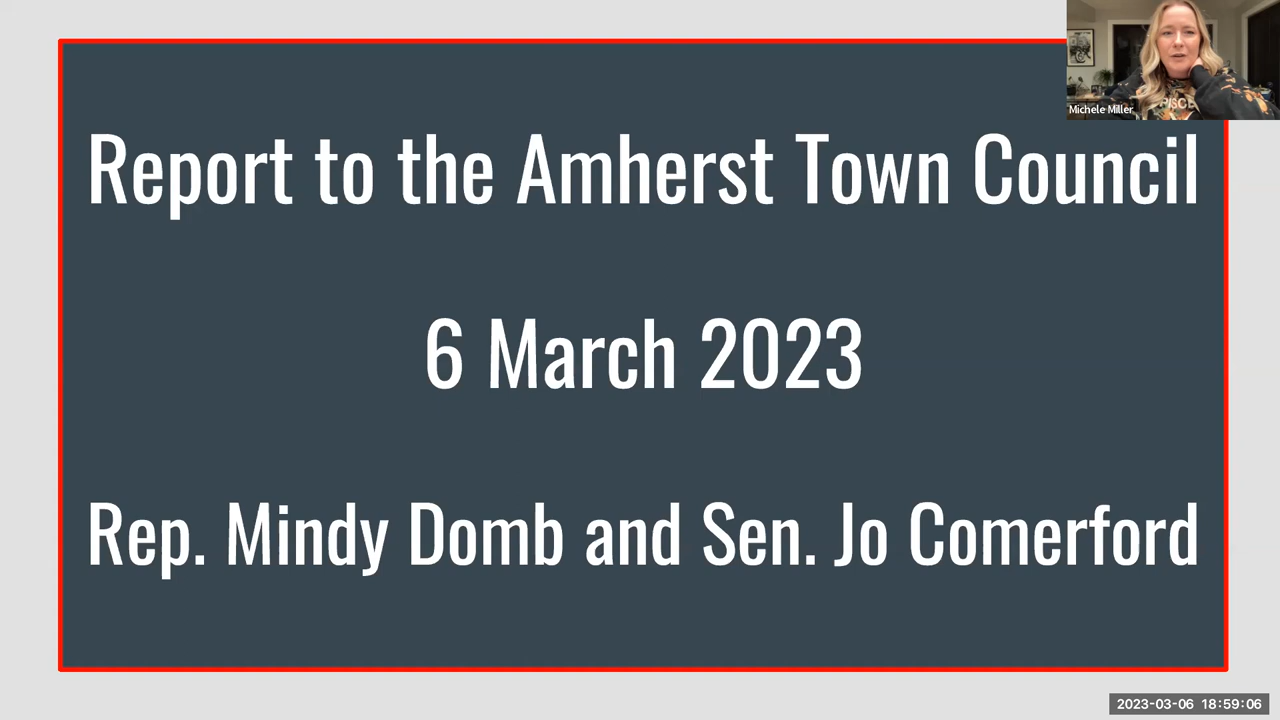 Report to the Amherst Town Council
6 March 2023
Rep. Mindy Domb and Sen. Jo Comerford
Michele Miller
PISCE
2023-03-06 18:59:06